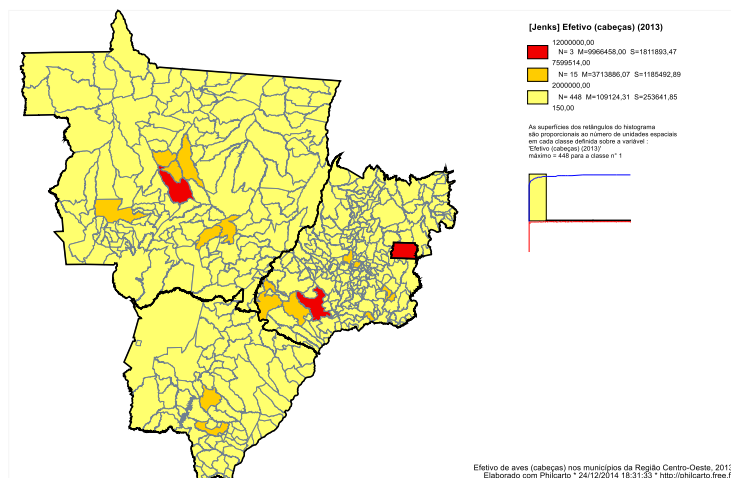 [Jenks] Efetivo (cabeças) (2013)
12000000,00
N= 3 M=9966458,00 S=1811893,47
7599514,00
N= 15 M=3713886,07 S=1185492,89
2000000,00
N= 448 M=109124,31 S=253641,85
150,00
As superfícies dos retângulos do histograma
são proporcionais ao número de unidades espaciais
em cada classe definida sobre a variável :
'Efetivo (cabeças) (2013)'
máximo = 448 para a classe n° 1
Efetivo de aves (cabeças) nos municípios da Região Centro-Oeste, 2013
Elaborado com Philcarto * 24/12/2014 18:31:33 * http://philcarto.free.f